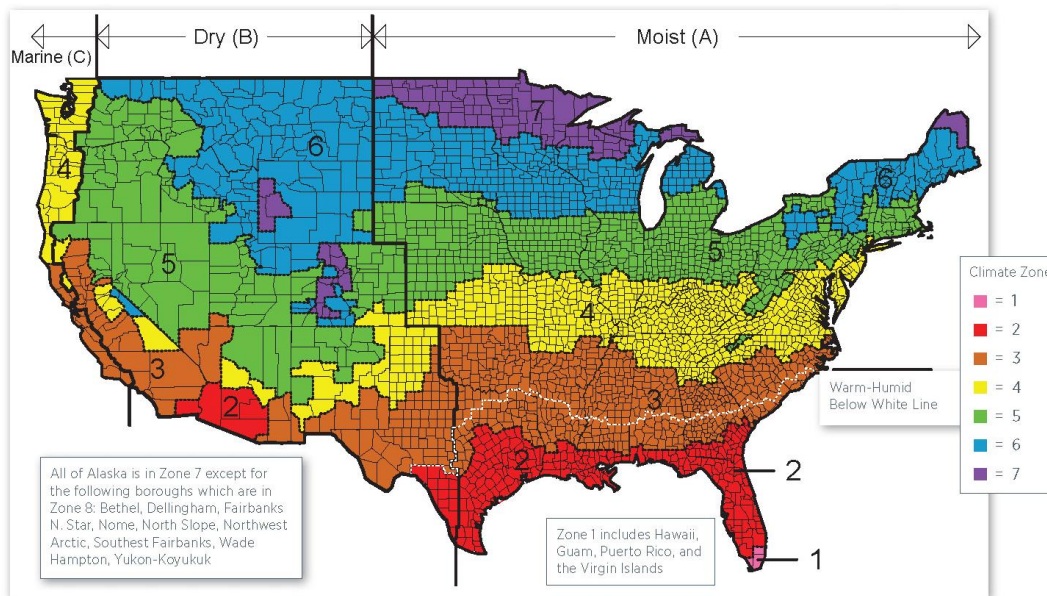 Marine (C)
Dry (B)
Moist (A)
7
6
6
4
5
5
4
3
3
2
2
2
1
Climate Zone
= 1
= 2
= 3
= 4
= 5
= 6
= 7
Warm-Humid
Below White Line
All of Alaska is in Zone 7 except for
the following boroughs which are in
Zone 8: Bethel, Dellingham, Fairbanks
N. Star, Nome, North Slope, Northwest
Arctic, Southest Fairbanks, Wade
Hampton, Yukon-Koyukuk
Zone 1 includes Hawaii,
Guam, Puerto Rico, and
the Virgin Islands